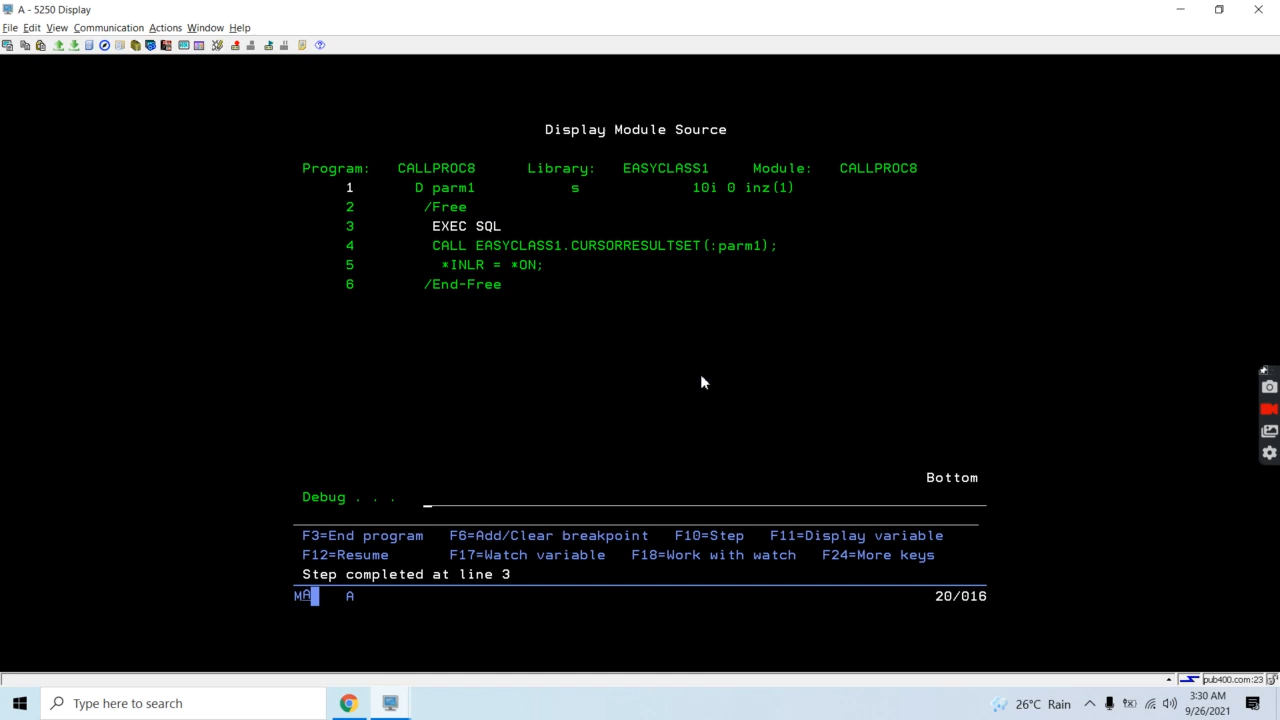 A - 5250 Display
File Edit View Communication Actions Window Help
Display Module Source
Program: CALLPROC8 Library: EASYCLASS1 Module: CALLPROC8
1 D parm1 s 10i 0 inz(1)
2 /Free
3 EXEC SQL
4 CALL EASYCLASS1.CURSORRESULTSET(:parm1);
5 *INLR = *ON;
6 /End-Free
Bottom
Debug . . .
F3=End program F6=Add/Clear breakpoint F10=Step F11=Display variable
F12=Resume F17=Watch variable F18=Work with watch F24=More keys
Step completed at line 3
MA A 20/016
pub400.com:23
Type here to search
26°C Rain
3:30 AM
9/26/2021